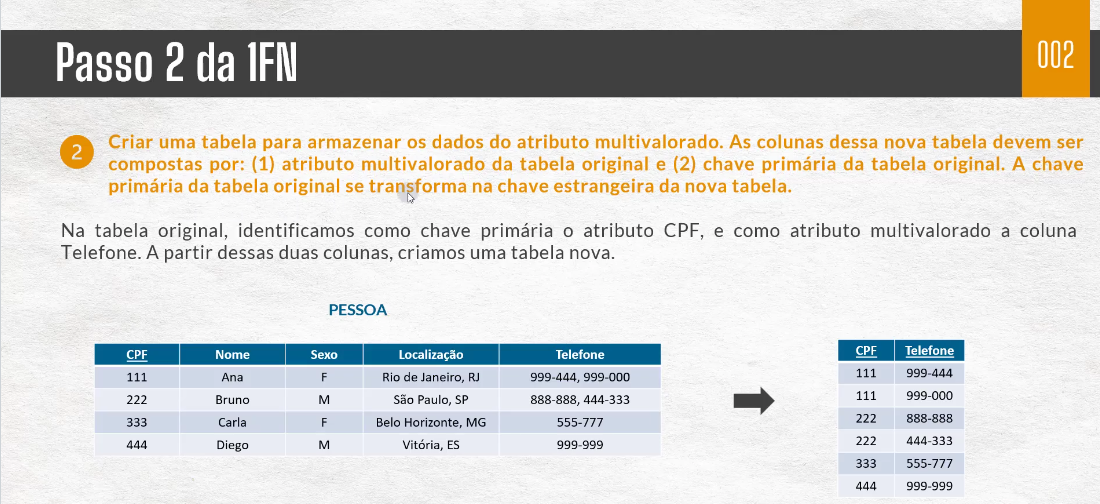 Passo 2 da 1FN
002
2
Criar uma tabela para armazenar os dados do atributo multivalorado. As colunas dessa nova tabela devem ser
compostas por: (1) atributo multivalorado da tabela original e (2) chave primária da tabela original. A chave
primária da tabela original se transforma na chave estrangeira da nova tabela.
Na tabela original, identificamos como chave primária o atributo CPF, e como atributo multivalorado a coluna
Telefone. A partir dessas duas colunas, criamos uma tabela nova.
PESSOA
CPF Nome Sexo Localização Telefone
111 Ana F Rio de Janeiro, RJ 999-444, 999-000
222 Bruno M São Paulo, SP 888-888, 444-333
333 Carla F Belo Horizonte, MG 555-777
444 Diego M Vitória, ES 999-999
CPF Telefone
111 999-444
111 999-000
222 888-888
222 444-333
333 555-777
444 999-999